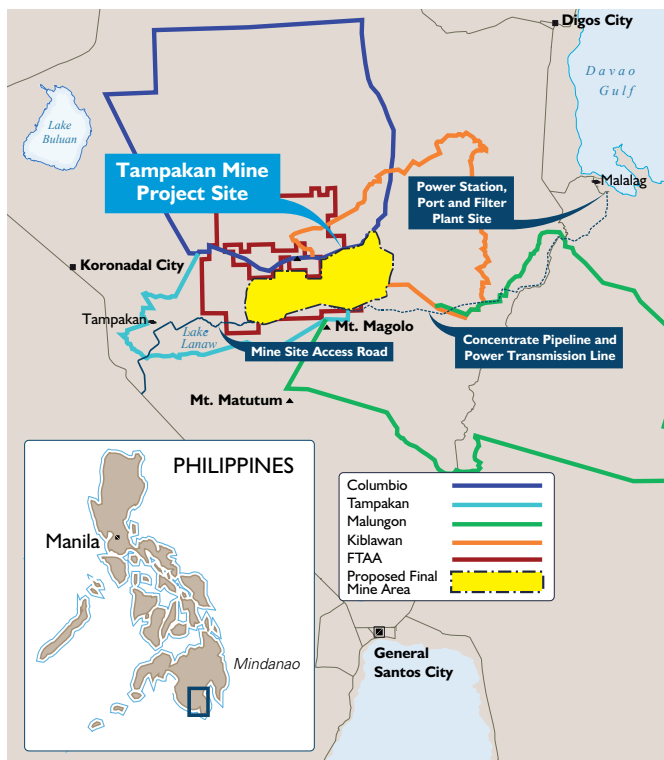 Digos City
Davao
Gulf
Lake
Buluan
Tampakan Mine
Project Site
Power Station,
Port and Filter
Plant Site
Malalag
Koronadal City
Tampakan
Lake
Lanaw
Mt. Magolo
Mine Site Access Road
Concentrate Pipeline and
Power Transmission Line
Mt. Matutum
PHILIPPINES
Manila
Mindanao
Columbio
Tampakan
Malungon
Kiblawan
FTAA
Proposed Final
Mine Area
General
Santos City